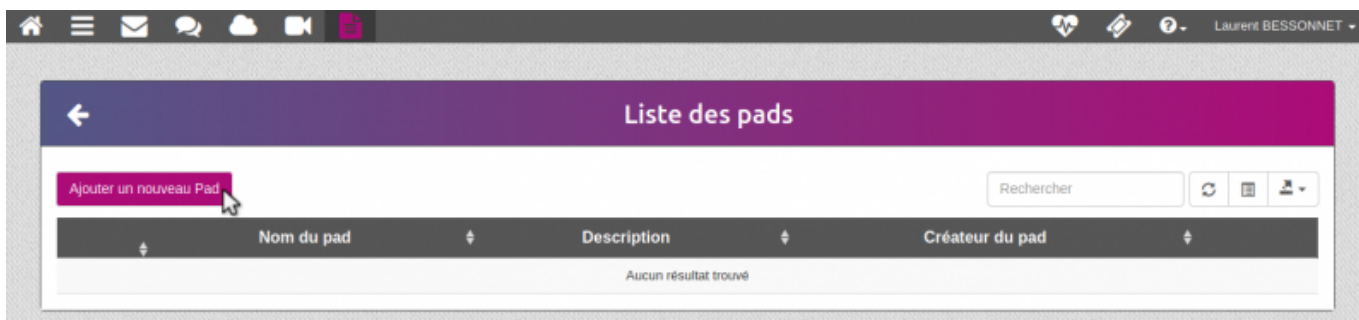 Laurent BESSONNET
Liste des pads
Ajouter un nouveau Pad
Rechercher
Nom du pad Description Créateur du pad
Aucun résultat trouvé